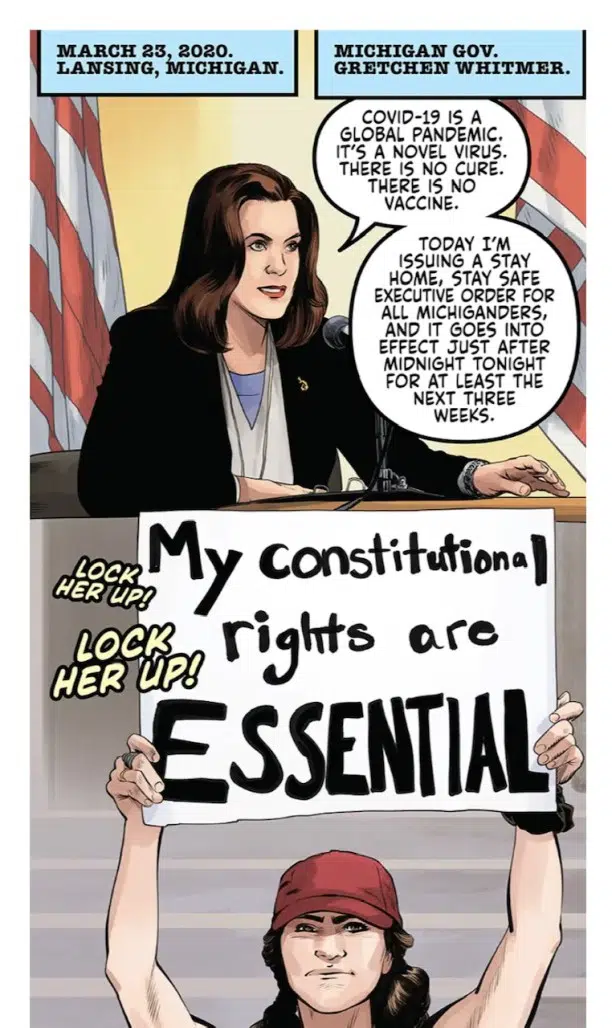 MARCH 23, 2020.
LANSING, MICHIGAN.
MICHIGAN GOV.
GRETCHEN WHITMER.
COVID-19 IS A
GLOBAL PANDEMIC.
IT'S A NOVEL VIRUS.
THERE IS NO CURE.
THERE IS NO
VACCINE.
TODAY I'M
ISSUING A STAY
HOME, STAY SAFE
EXECUTIVE ORDER FOR
ALL MICHIGANDERS,
AND IT GOES INTO
EFFECT JUST AFTER
MIDNIGHT TONIGHT
FOR AT LEAST THE
NEXT THREE
WEEKS.
LOCK
HER UP!
LOCK
HER UP!
My constitutional
rights are
ESSENTIAL